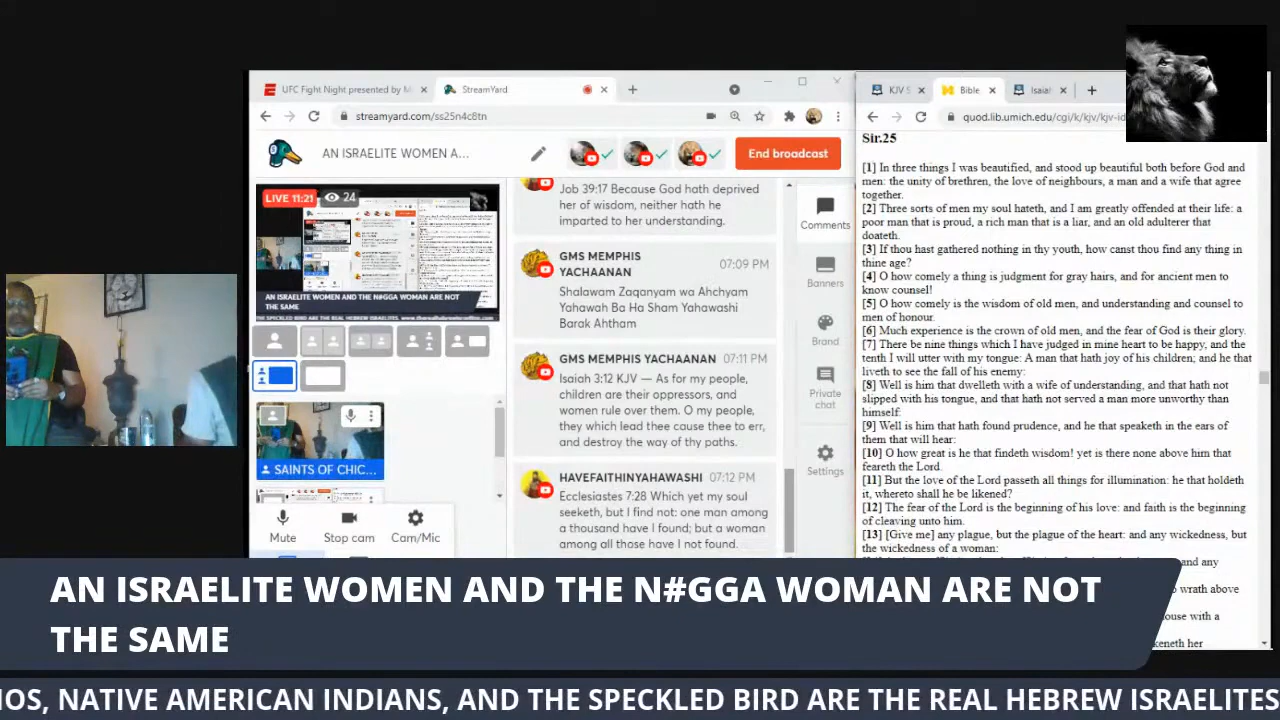 UFC Fight Night presented by M
StreamYard
streamyard.com/ss25n4c8tn
AN ISRAELITE WOMEN A...
End broadcast
LIVE 11:21
24
AN ISRAELITE WOMEN AND THE N#GGA WOMAN ARE NOT
THE SAME
SAINTS OF CHIC...
Mute
Stop cam
Cam/Mic
Job 39:17 Because God hath deprived
her of wisdom, neither hath he
imparted to her understanding.
GMS MEMPHIS
YACHAANAN
07:09 PM
Shalawam Zaqanyam wa Ahchyam
Yahawah Ba Ha Sham Yahawashi
Barak Ahtham
GMS MEMPHIS YACHAANAN 07:11 PM
Isaiah 3:12 KJV — As for my people,
children are their oppressors, and
women rule over them. O my people,
they which lead thee cause thee to err,
and destroy the way of thy paths.
HAVEFAITHINYAHAWASHI 07:12 PM
Ecclesiastes 7:28 Which yet my soul
seeketh, but I find not: one man among
a thousand have I found; but a woman
among all those have I not found.
Comments
Banners
Brand
Private
chat
Settings
KJV S
Bible
Isaiah
quod.lib.umich.edu/cgi/k/kjv/kjv-id
Sir.25
[1] In three things I was beautified, and stood up beautiful both before God and
men: the unity of brethren, the love of neighbours, a man and a wife that agree
together.
[2] Three sorts of men my soul hateth, and I am greatly offended at their life: a
poor man that is proud, a rich man that is a liar, and an old adulterer that
doateth.
[3] If thou hast gathered nothing in thy youth, how canst thou find any thing in
thine age?
[4] O how comely a thing is judgment for gray hairs, and for ancient men to
know counsel!
[5] O how comely is the wisdom of old men, and understanding and counsel to
men of honour.
[6] Much experience is the crown of old men, and the fear of God is their glory.
[7] There be nine things which I have judged in mine heart to be happy, and the
tenth I will utter with my tongue: A man that hath joy of his children; and he that
liveth to see the fall of his enemy:
[8] Well is him that dwelleth with a wife of understanding, and that hath not
slipped with his tongue, and that hath not served a man more unworthy than
himself:
[9] Well is him that hath found prudence, and he that speaketh in the ears of
them that will hear:
[10] O how great is he that findeth wisdom! yet is there none above him that
feareth the Lord.
[11] But the love of the Lord passeth all things for illumination: he that holdeth
it, whereto shall he be likened?
[12] The fear of the Lord is the beginning of his love: and faith is the beginning
of cleaving unto him.
[13] [Give me] any plague, but the plague of the heart: and any wickedness, but
the wickedness of a woman:
and any
wrath above
ouse with a
keneth her
AN ISRAELITE WOMEN AND THE N#GGA WOMAN ARE NOT
THE SAME
IOS, NATIVE AMERICAN INDIANS, AND THE SPECKLED BIRD ARE THE REAL HEBREW ISRAELITES